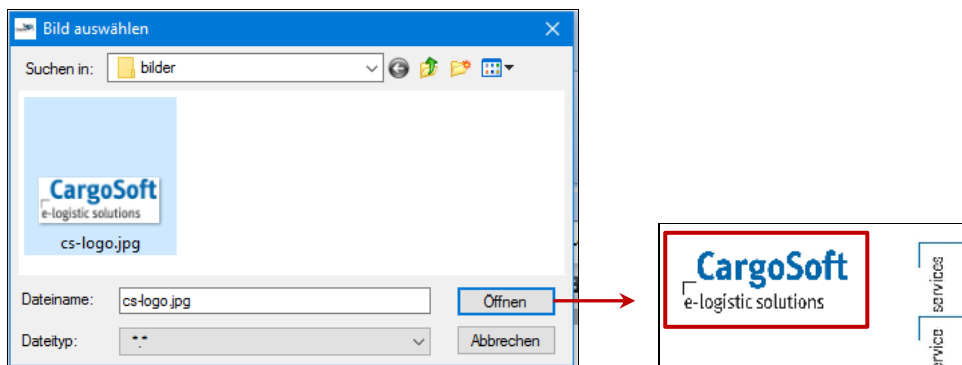 Bild auswählen
Suchen in: bilder
CargoSoft
e-logistic solutions
cs-logo.jpg
Dateiname: cs-logo.jpg Öffnen
Dateityp: *.* Abbrechen
CargoSoft
e-logistic solutions
services